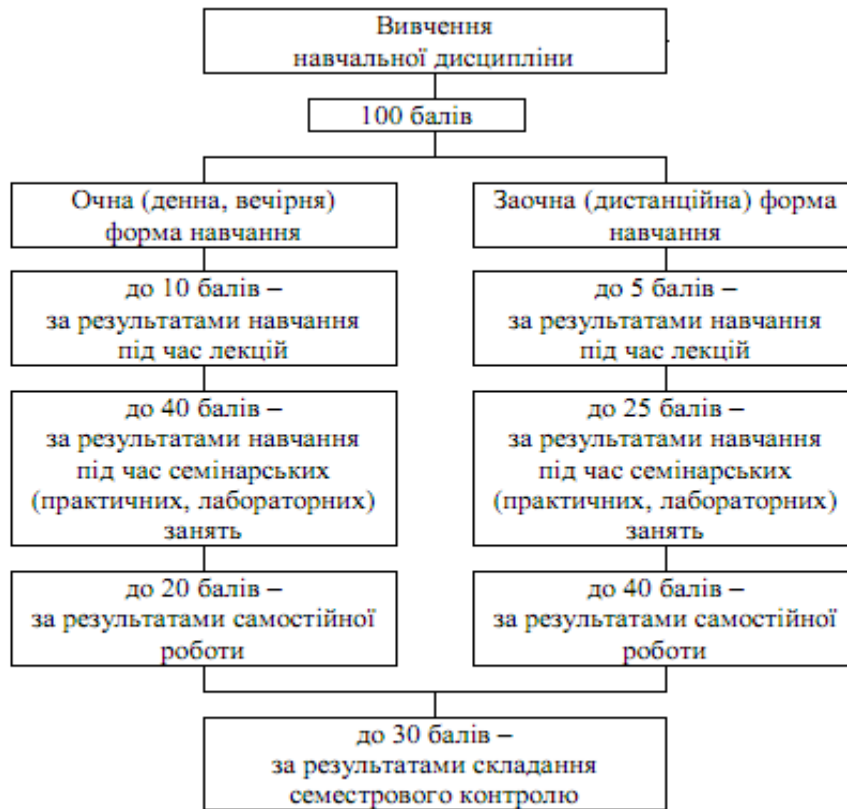 Вивчення
навчальної дисципліни
100 балів
Очна (денна, вечірня)
форма навчання
до 10 балів –
за результатами навчання
під час лекцій
до 40 балів –
за результатами навчання
під час семінарських
(практичних, лабораторних)
занять
до 20 балів –
за результатами самостійної
роботи
Заочна (дистанційна) форма
навчання
до 5 балів –
за результатами навчання
під час лекцій
до 25 балів –
за результатами навчання
під час семінарських
(практичних, лабораторних)
занять
до 40 балів –
за результатами самостійної
роботи
до 30 балів –
за результатами складання
семестрового контролю